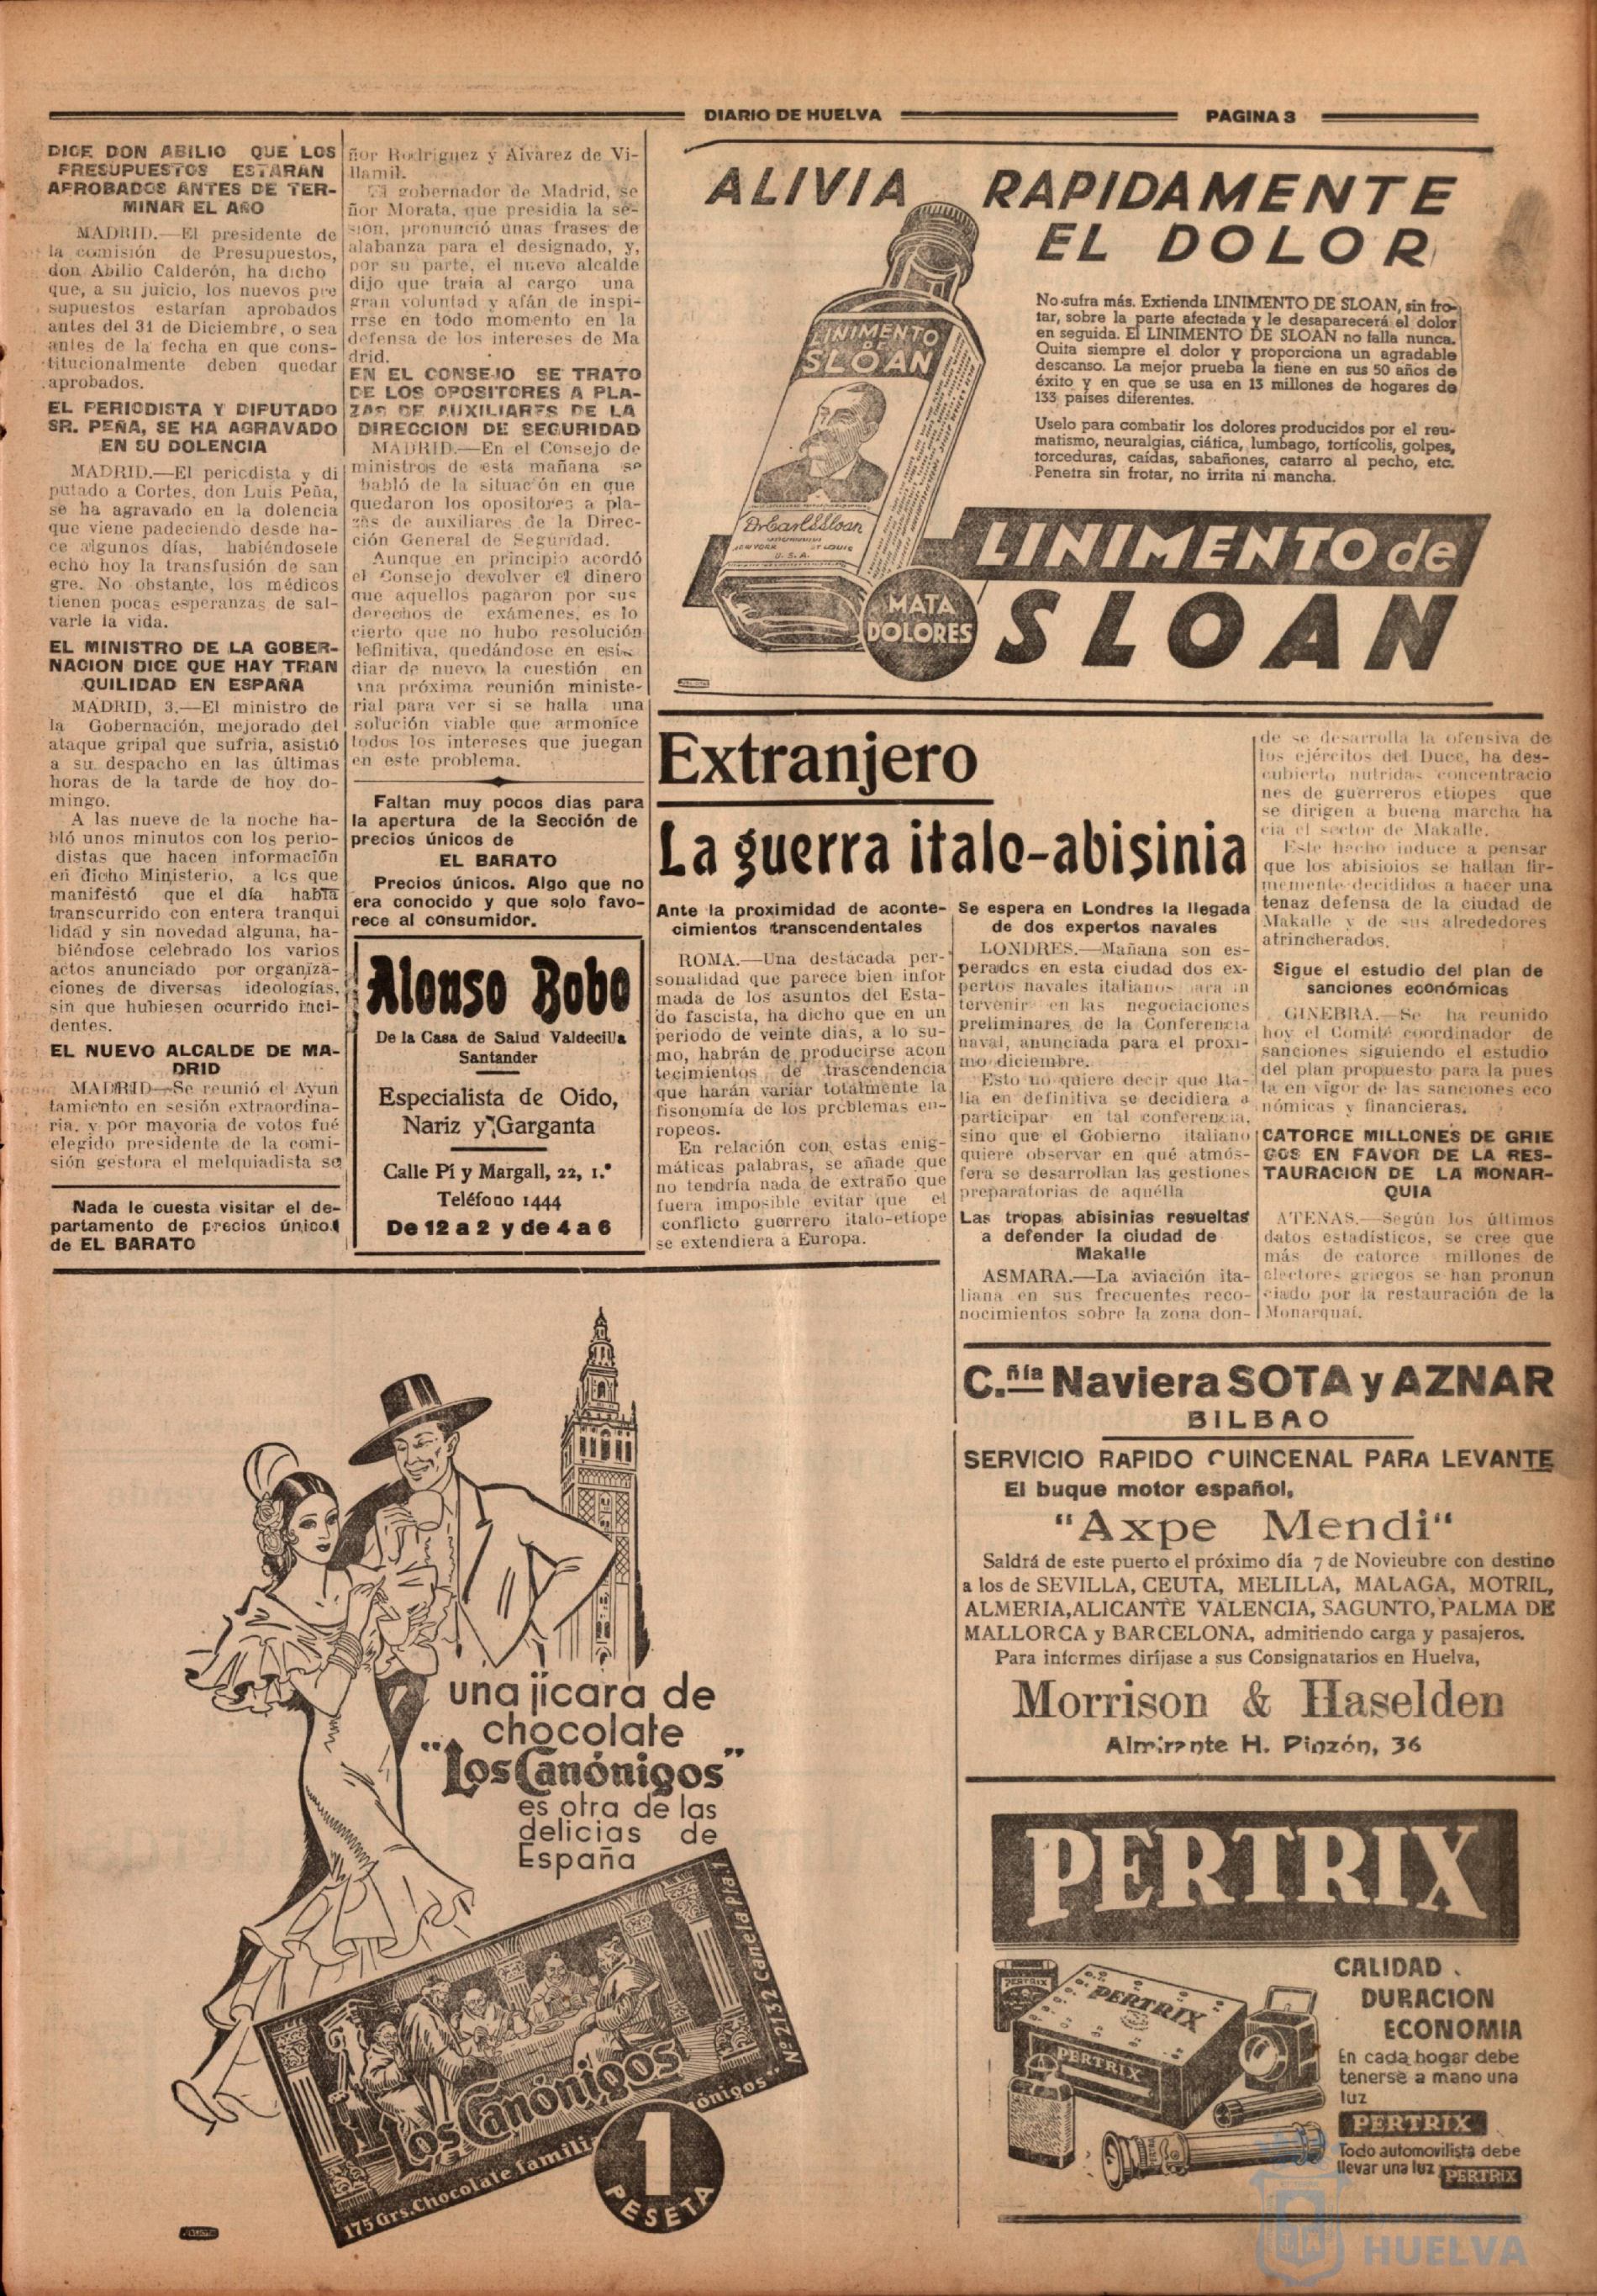 DIARIO DE HUELVA
PAGINA 3
DICE DON ABILIO QUE LOS
PRESUPUESTOS ESTARAN
APROBADOS ANTES DE TER-
MINAR EL AÑO
MADRID.—El presidente de
la comisión de Presupuestos,
don Abilio Calderón, ha dicho
que, a su juicio, los nuevos pre
supuestos estarían aprobados
antes del 31 de Diciembre, o sea
antes de la fecha en que cons-
titucionalmente deben quedar
aprobados.
EL PERIODISTA Y DIPUTADO
SR. PEÑA, SE HA AGRAVADO
EN SU DOLENCIA
MADRID.—El periodista y di
putado a Cortes, don Luis Peña,
se ha agravado en la dolencia
que viene padeciendo desde ha-
ce algunos días, habiéndosele
echo hoy la transfusión de san
gre. No obstante, los médicos
tienen pocas esperanzas de sal-
varle la vida.
EL MINISTRO DE LA GOBER-
NACION DICE QUE HAY TRAN
QUILIDAD EN ESPAÑA
MADRID, 3.—El ministro de
la Gobernación, mejorado del
ataque gripal que sufría, asistió
a su despacho en las últimas
horas de la tarde de hoy do-
mingo.
A las nueve de la noche ha-
bló unos minutos con los perio-
distas que hacen información
en dicho Ministerio, a los que
manifestó que el día había
transcurrido con entera tranqui
lidad y sin novedad alguna, ha-
biéndose celebrado los varios
actos anunciado por organiza-
ciones de diversas ideologías,
sin que hubiesen ocurrido inci-
dentes.
EL NUEVO ALCALDE DE MA-
DRID
MADRID—Se reunió el Ayun
tamiento en sesión extraordina-
ria, y por mayoría de votos fué
elegido presidente de la comi-
sión gestora el melquiadista se
Nada le cuesta visitar el de-
partamento de precios único.
de EL BARATO
ñor Rodríguez y Alvarez de Vi-
llamil.
El gobernador de Madrid, se
ñor Morata, que presidia la se-
sión, pronunció unas frases de
alabanza para el designado, y,
por su parte, el nuevo alcalde
dijo que traía al cargo una
gran voluntad y afán de inspi-
rrse en todo momento en la
defensa de los intereses de Ma
drid.
EN EL CONSEJO SE TRATO
DE LOS OPOSITORES A PLA-
ZAS DE AUXILIARES DE LA
DIRECCION DE SEGURIDAD
MADRID.—En el Consejo de
ministros de esta mañana se
habló de la situación en que
quedaron los opositores a pla-
zas de auxiliares de la Direc-
ción General de Seguridad.
Aunque en principio acordó
el Consejo devolver el dinero
que aquellos pagaron por sus
derechos de exámenes, es lo
cierto que no hubo resolución
definitiva, quedándose en estu
diar de nuevo la cuestión en
una próxima reunión ministe-
rial para ver si se halla una
solución viable que armonice
todos los intereses que juegan
en este problema.
Faltan muy pocos dias para
la apertura de la Sección de
precios únicos de
EL BARATO
Precios únicos. Algo que no
era conocido y que solo favo-
rece al consumidor.
Alonso Bobo
De la Casa de Salud Valdecilla
Santander
Especialista de Oido,
Nariz y Garganta
Calle Pí y Margall, 22, 1.º
Teléfono 1444
De 12 a 2 y de 4 a 6
ALIVIA RAPIDAMENTE
EL DOLOR
No sufra más. Extienda LINIMENTO DE SLOAN, sin fro-
tar, sobre la parte afectada y le desaparecerá el dolor
en seguida. El LINIMENTO DE SLOAN no falla nunca.
Quita siempre el dolor y proporciona un agradable
descanso. La mejor prueba la tiene en sus 50 años de
éxito y en que se usa en 13 millones de hogares de
133 países diferentes.
Uselo para combatir los dolores producidos por el reu-
matismo, neuralgias, ciática, lumbago, tortícolis, golpes,
torceduras, caídas, sabañones, catarro al pecho, etc.
Penetra sin frotar, no irrita ni mancha.
LINIMENTO
DE
SLOAN
Dr Earl S Sloan
NEW YORK ST LOUIS
U. S. A.
MATA
DOLORES
LINIMENTO de
SLOAN
Extranjero
La guerra italo-abisinia
Ante la proximidad de aconte-
cimientos transcendentales
ROMA.—Una destacada per-
sonalidad que parece bien infor
mada de los asuntos del Esta-
do fascista, ha dicho que en un
periodo de veinte días, a lo su-
mo, habrán de producirse acon
tecimientos de trascendencia
que harán variar totalmente la
fisonomía de los problemas eu-
ropeos.
En relación con estas enig-
máticas palabras, se añade que
no tendría nada de extraño que
fuera imposible evitar que el
conflicto guerrero italo-etiope
se extendiera a Europa.
Se espera en Londres la llegada
de dos expertos navales
LONDRES.—Mañana son es-
perados en esta ciudad dos ex-
pertos navales italianos para in
tervenir en las negociaciones
preliminares de la Conferencia
naval, anunciada para el proxi-
mo diciembre.
Esto no quiere decir que Ita-
lia en definitiva se decidiera a
participar en tal conferencia,
sino que el Gobierno italiano
quiere observar en qué atmós-
fera se desarrollan las gestiones
preparatorias de aquélla
Las tropas abisinias resueltas
a defender la ciudad de
Makalle
ASMARA.—La aviación ita-
liana en sus frecuentes reco-
nocimientos sobre la zona don-
de se desarrolla la ofensiva de
los ejércitos del Duce, ha des-
cubierto nutridas concentracio
nes de guerreros etiopes que
se dirigen a buena marcha ha
cia el sector de Makalle.
Este hecho induce a pensar
que los abisioios se hallan fir-
memente decididos a hacer una
tenaz defensa de la ciudad de
Makalle y de sus alrededores
atrincherados.
Sigue el estudio del plan de
sanciones económicas
GINEBRA.—Se ha reunido
hoy el Comité coordinador de
sanciones siguiendo el estudio
del plan propuesto para la pues
ta en vigor de las sanciones eco
nómicas y financieras.
CATORCE MILLONES DE GRIE
GOS EN FAVOR DE LA RES-
TAURACION DE LA MONAR-
QUIA
ATENAS.—Según los últimos
datos estadísticos, se cree que
más de catorce millones de
electores griegos se han pronun
ciado por la restauración de la
Monarquaí.
C.ñía Naviera SOTA y AZNAR
BILBAO
SERVICIO RAPIDO QUINCENAL PARA LEVANTE
El buque motor español,
"Axpe Mendi"
Saldrá de este puerto el próximo día 7 de Novieubre con destino
a los de SEVILLA, CEUTA, MELILLA, MALAGA, MOTRIL,
ALMERIA,ALICANTE VALENCIA, SAGUNTO, PALMA DE
MALLORCA y BARCELONA, admitiendo carga y pasajeros.
Para informes diríjase a sus Consignatarios en Huelva,
Morrison & Haselden
Almirante H. Pinzón, 36
una jícara de
chocolate
"Los Canónigos"
es otra de las
delicias de
España
Los Canónigos
Nº 2132 Canela Pla 1
175 Grs. Chocolate famili
ónigos"
1
PESETA
PERTRIX
PERTRIX
PERTRIX
PERTRIX
CALIDAD
DURACION
ECONOMIA
En cada hogar debe
tenerse a mano una
luz
PERTRIX
Todo automovilista debe
llevar una luz PERTRIX
HUELVA